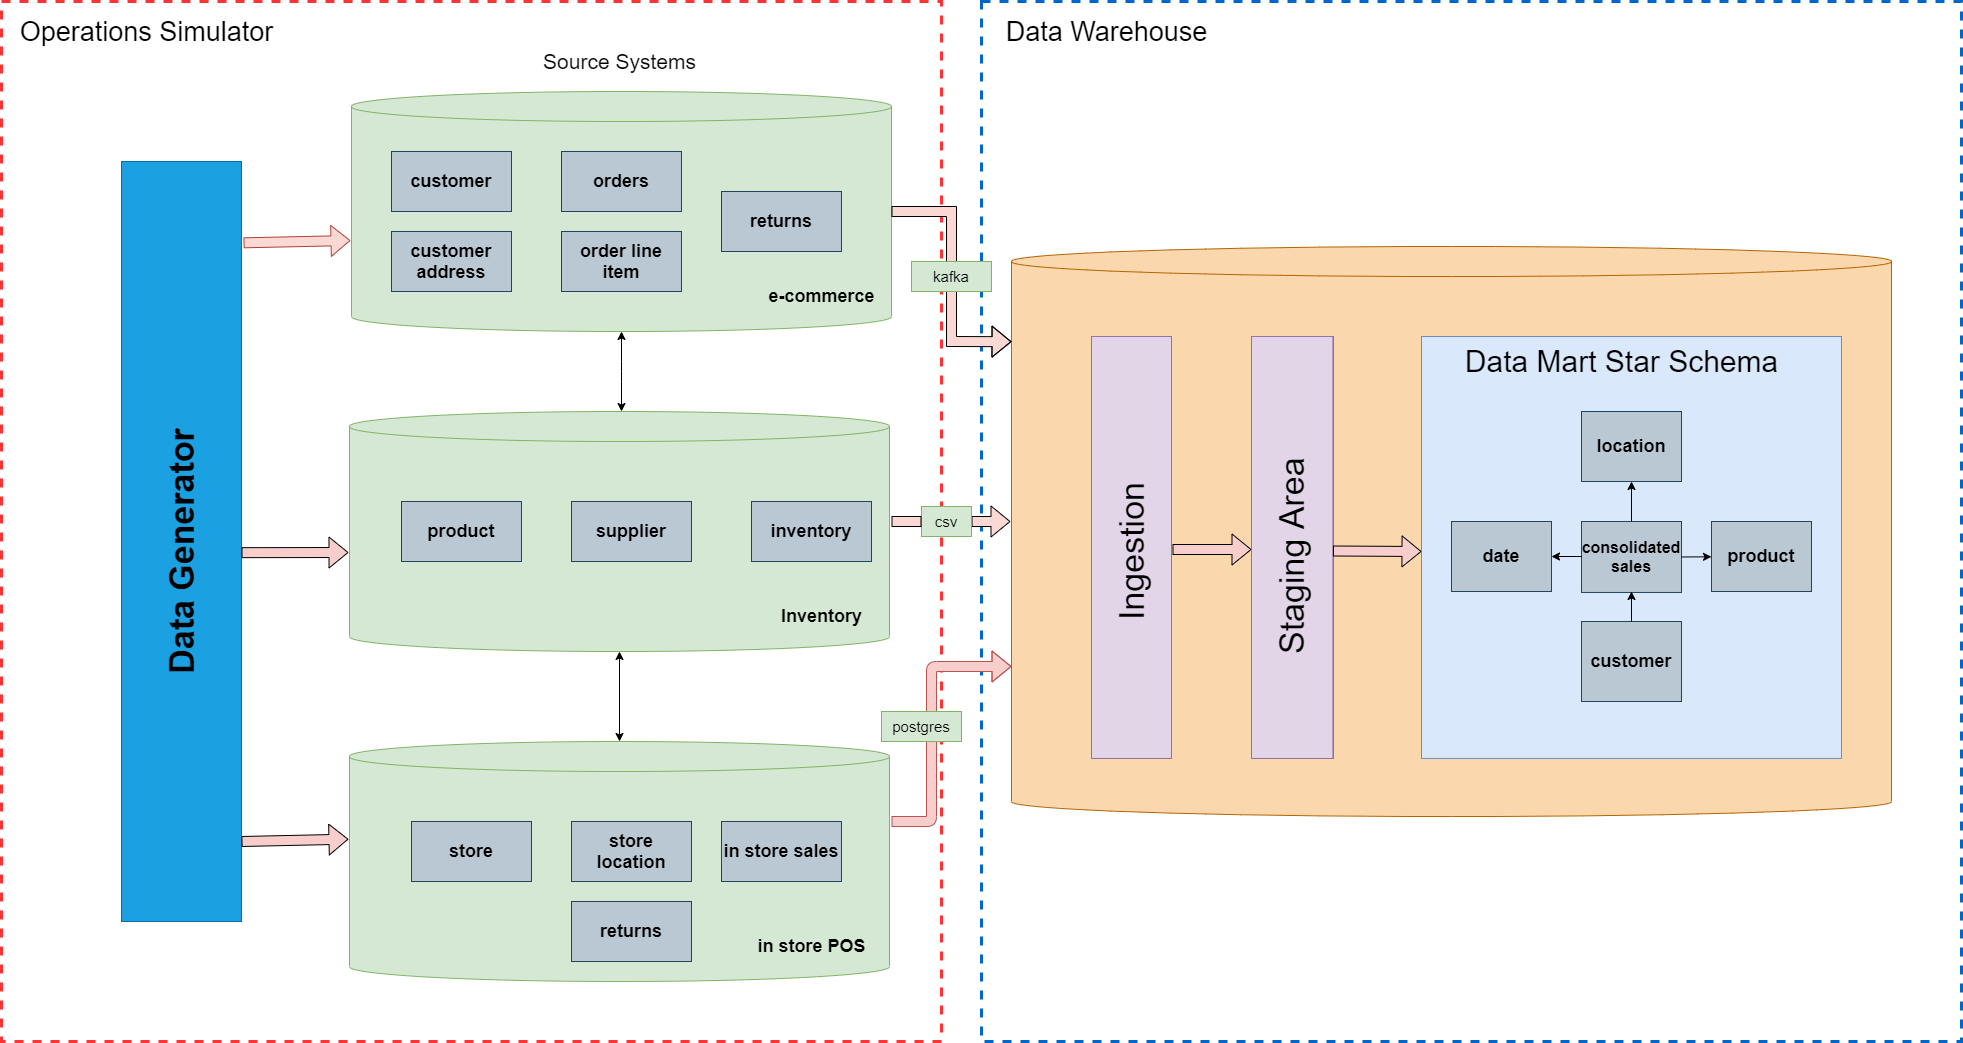 Operations Simulator
Source Systems
Data Generator
customer
orders
returns
customer
address
order line
item
e-commerce
product
supplier
inventory
Inventory
store
store
location
in store sales
returns
in store POS
kafka
csv
postgres
Data Warehouse
Ingestion
Staging Area
Data Mart Star Schema
location
date
consolidated
sales
product
customer